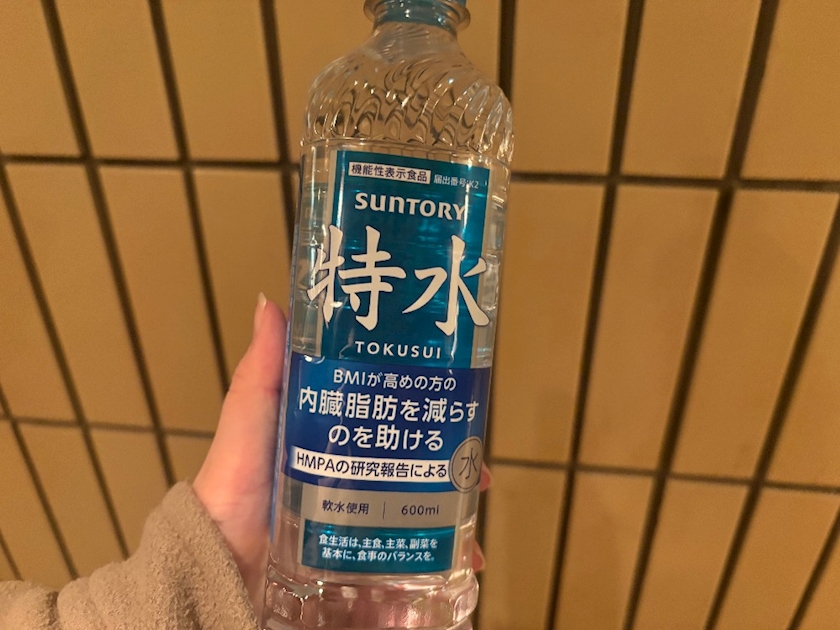 機能性表示食品 届出番号
SUNTORY
特水
TOKUSUI
BMIが高めの方の
内臓脂肪を減らす
のを助ける
HMPAの研究報告による
水
軟水使用 600ml
食生活は、主食、主菜、副菜を
基本に、食事のバランスを。